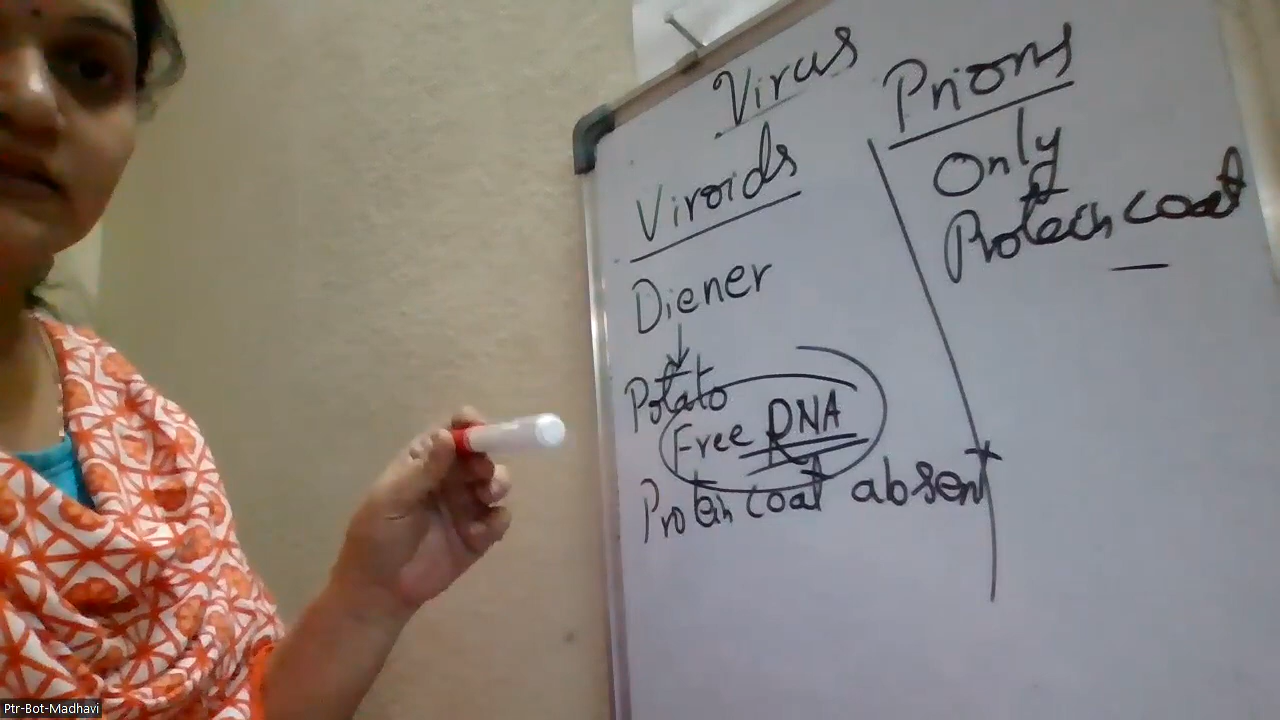 Virus
Viroids
Diener
Potato
Free RNA
Protein coat absent
Prions
Only
Protein coat
Ptr-Bot-Madhavi